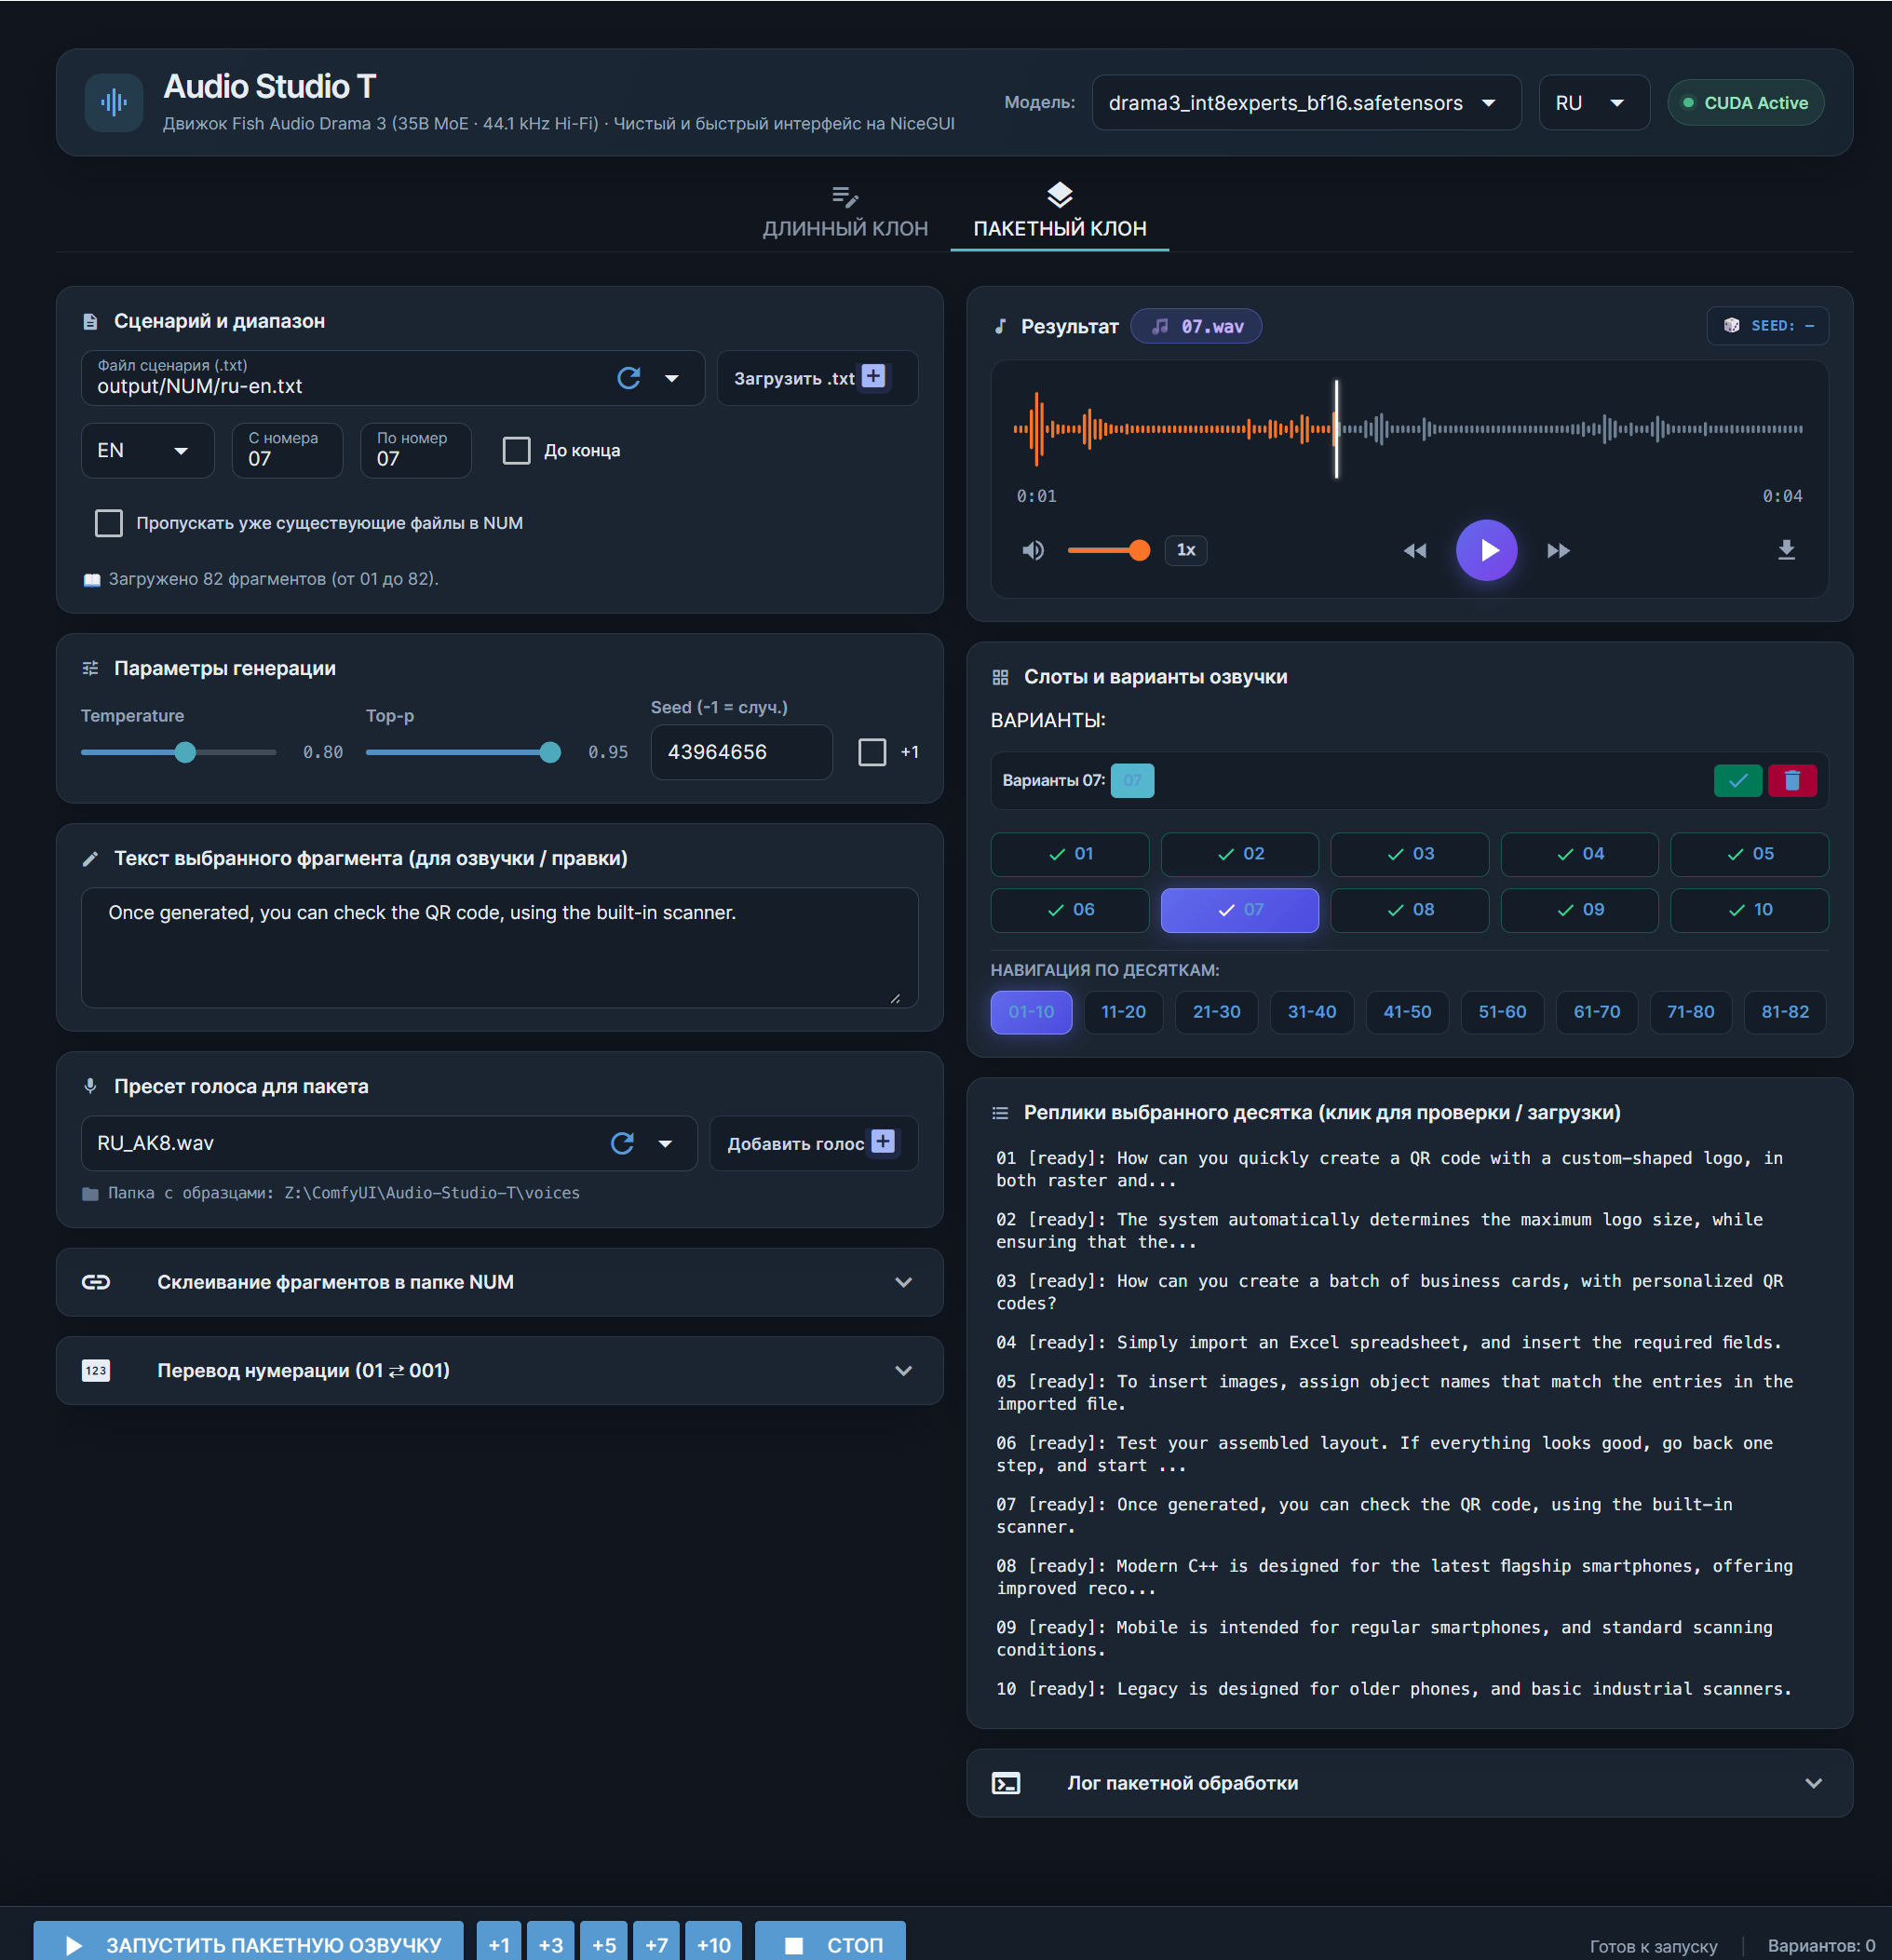 Audio Studio T
Движок Fish Audio Drama 3 (35B MoE · 44.1 kHz Hi-Fi) · Чистый и быстрый интерфейс на NiceGUI
Модель:
drama3_int8experts_bf16.safetensors
RU
CUDA Active
ДЛИННЫЙ КЛОН
ПАКЕТНЫЙ КЛОН
Сценарий и диапазон
Файл сценария (.txt)
output/NUM/ru-en.txt
Загрузить .txt
EN
С номера
07
По номер
07
До конца
Пропускать уже существующие файлы в NUM
Загружено 82 фрагментов (от 01 до 82).
Параметры генерации
Temperature
0.80
Top-p
0.95
Seed (-1 = случ.)
43964656
+1
Текст выбранного фрагмента (для озвучки / правки)
Once generated, you can check the QR code, using the built-in scanner.
Пресет голоса для пакета
RU_AK8.wav
Добавить голос
Папка с образцами: Z:\ComfyUI\Audio-Studio-T\voices
Склеивание фрагментов в папке NUM
123
Перевод нумерации (01 ⇄ 001)
Результат
07.wav
SEED: —
0:01
0:04
1x
Слоты и варианты озвучки
ВАРИАНТЫ:
Варианты 07: 07
01
02
03
04
05
06
07
08
09
10
НАВИГАЦИЯ ПО ДЕСЯТКАМ:
01-10
11-20
21-30
31-40
41-50
51-60
61-70
71-80
81-82
Реплики выбранного десятка (клик для проверки / загрузки)
01 [ready]: How can you quickly create a QR code with a custom-shaped logo, in
both raster and...
02 [ready]: The system automatically determines the maximum logo size, while
ensuring that the...
03 [ready]: How can you create a batch of business cards, with personalized QR
codes?
04 [ready]: Simply import an Excel spreadsheet, and insert the required fields.
05 [ready]: To insert images, assign object names that match the entries in the
imported file.
06 [ready]: Test your assembled layout. If everything looks good, go back one
step, and start ...
07 [ready]: Once generated, you can check the QR code, using the built-in
scanner.
08 [ready]: Modern C++ is designed for the latest flagship smartphones, offering
improved reco...
09 [ready]: Mobile is intended for regular smartphones, and standard scanning
conditions.
10 [ready]: Legacy is designed for older phones, and basic industrial scanners.
Лог пакетной обработки
ЗАПУСТИТЬ ПАКЕТНУЮ ОЗВУЧКУ
+1
+3
+5
+7
+10
СТОП
Готов к запуску
Вариантов: 0